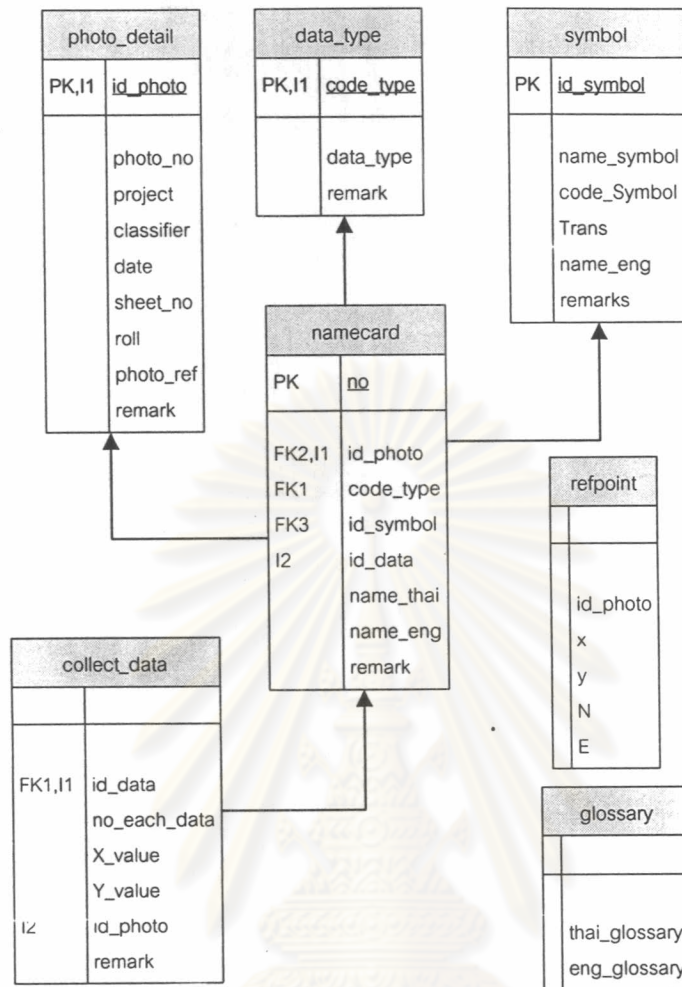 photo_detail
PK,I1 id_photo
photo_no
project
classifier
date
sheet_no
roll
photo_ref
remark
data_type
PK,I1 code_type
data_type
remark
symbol
PK id_symbol
name_symbol
code_Symbol
Trans
name_eng
remarks
namecard
PK no
FK2,I1 id_photo
FK1 code_type
FK3 id_symbol
I2 id_data
name_thai
name_eng
remark
refpoint
id_photo
x
y
N
E
collect_data
FK1,I1 id_data
no_each_data
X_value
Y_value
I2 id_photo
remark
glossary
thai_glossary
eng_glossary